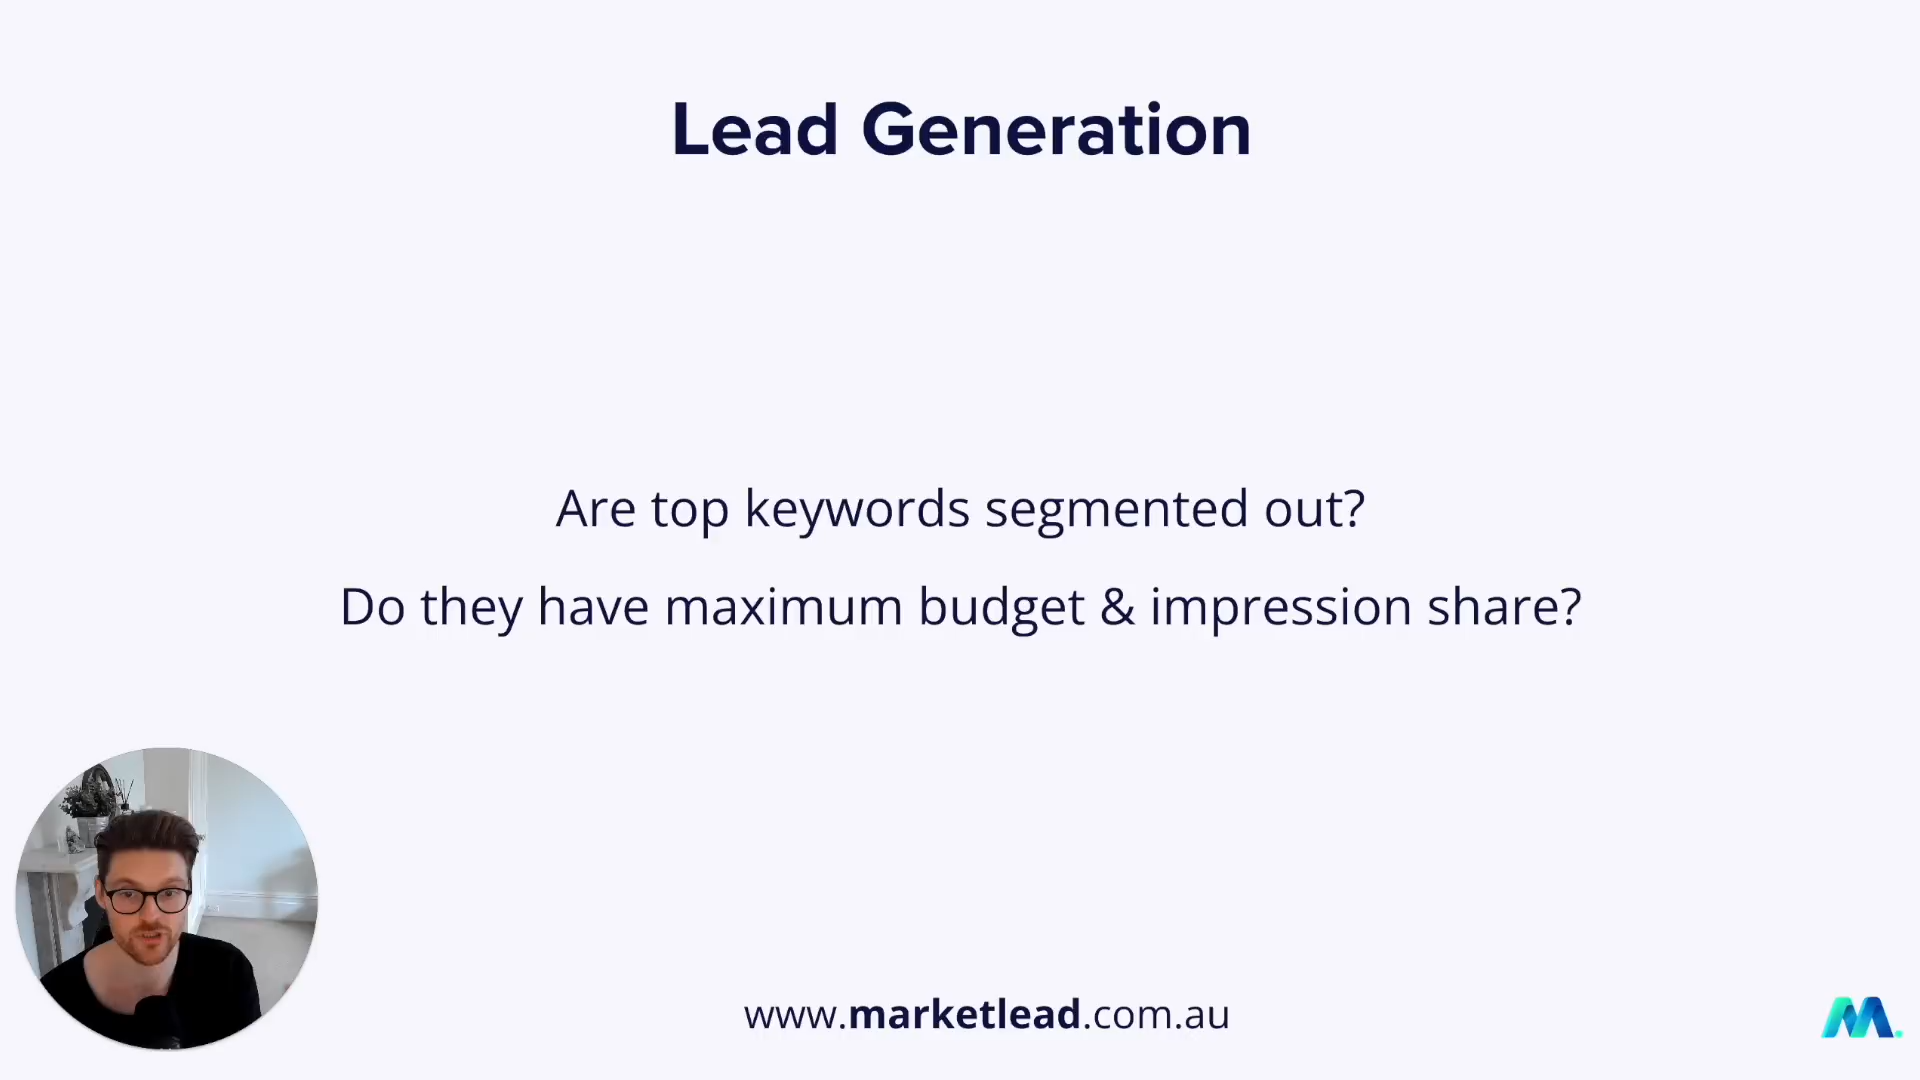 Lead Generation
Are top keywords segmented out?
Do they have maximum budget & impression share?
www.marketlead.com.au
M.